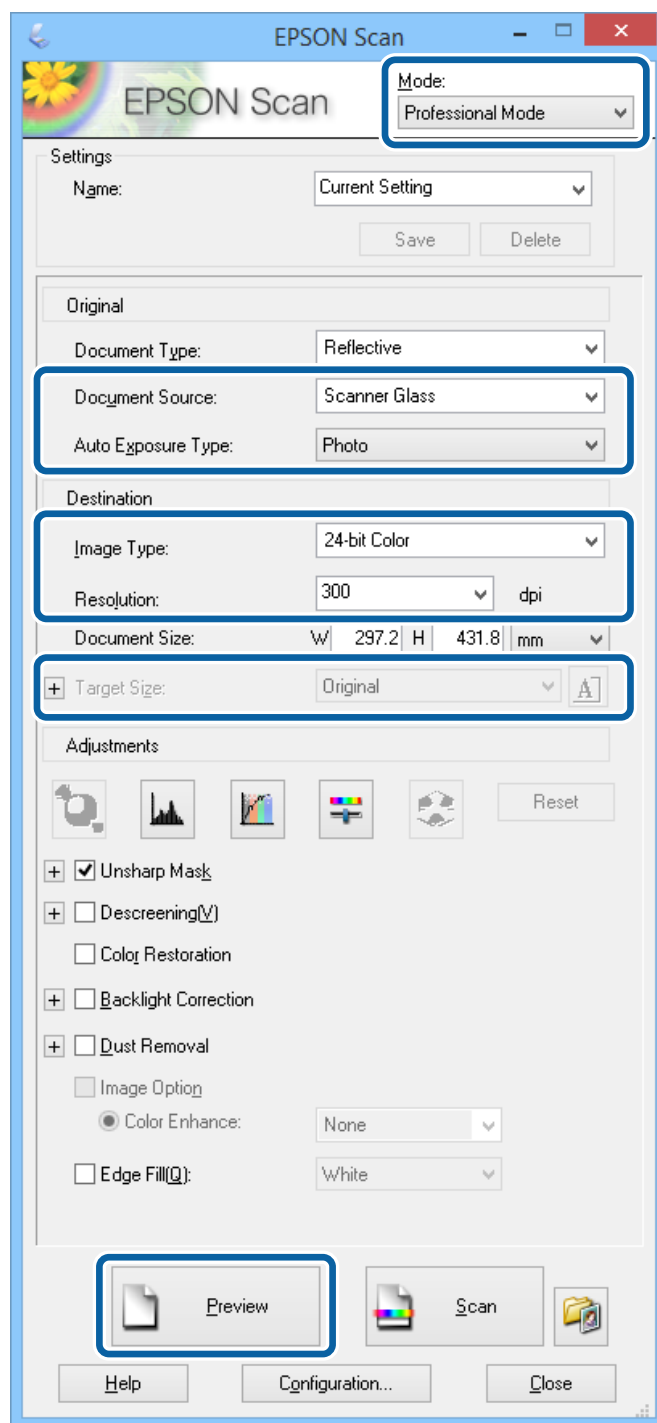 EPSON Scan
EPSON Scan
Mode:
Professional Mode
Settings
Name: Current Setting
Save Delete
Original
Document Type: Reflective
Document Source: Scanner Glass
Auto Exposure Type: Photo
Destination
Image Type: 24-bit Color
Resolution: 300 dpi
Document Size: W 297.2 H 431.8 mm
Target Size: Original A
Adjustments
Reset
Unsharp Mask
Descreening(V)
Color Restoration
Backlight Correction
Dust Removal
Image Option
Color Enhance: None
Edge Fill(Q): White
Preview Scan
Help Configuration... Close